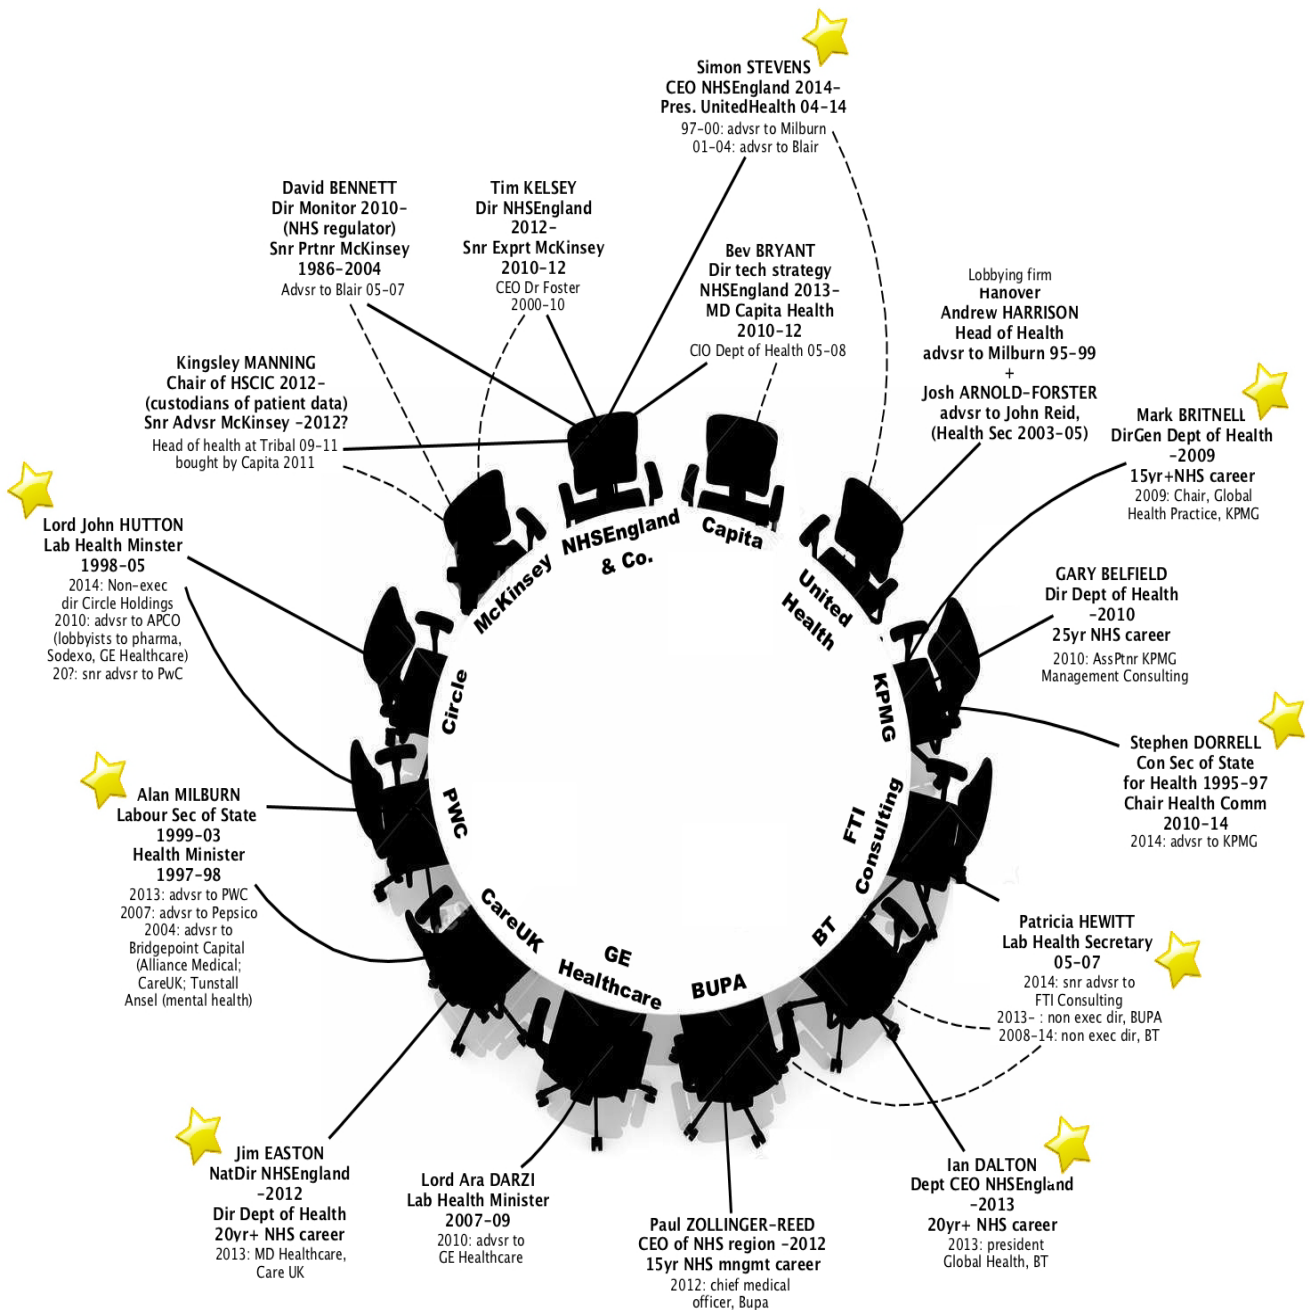 Simon STEVENS
CEO NHSEngland 2014-
Pres. UnitedHealth 04-14
97-00: advsr to Milburn
01-04: advsr to Blair
David BENNETT
Dir Monitor 2010-
(NHS regulator)
Snr Prtnr McKinsey
1986-2004
Advsr to Blair 05-07
Tim KELSEY
Dir NHSEngland
2012-
Snr Exprt McKinsey
2010-12
CEO Dr Foster
2000-10
Bev BRYANT
Dir tech strategy
NHSEngland 2013-
MD Capita Health
2010-12
CIO Dept of Health 05-08
Lobbying firm
Hanover
Andrew HARRISON
Head of Health
advsr to Milburn 95-99
+
Josh ARNOLD-FORSTER
advsr to John Reid,
(Health Sec 2003-05)
Kingsley MANNING
Chair of HSCIC 2012-
(custodians of patient data)
Snr Advsr McKinsey -2012?
Head of health at Tribal 09-11
bought by Capita 2011
Mark BRITNELL
DirGen Dept of Health
-2009
15yr+NHS career
2009: Chair, Global
Health Practice, KPMG
Lord John HUTTON
Lab Health Minster
1998-05
2014: Non-exec
dir Circle Holdings
2010: advsr to APCO
(lobbyists to pharma,
Sodexo, GE Healthcare)
20?: snr advsr to PwC
GARY BELFIELD
Dir Dept of Health
-2010
25yr NHS career
2010: AssPtnr KPMG
Management Consulting
Stephen DORRELL
Con Sec of State
for Health 1995-97
Chair Health Comm
2010-14
2014: advsr to KPMG
Alan MILBURN
Labour Sec of State
1999-03
Health Minister
1997-98
2013: advsr to PWC
2007: advsr to Pepsico
2004: advsr to
Bridgepoint Capital
(Alliance Medical;
CareUK; Tunstall
Ansel (mental health)
Patricia HEWITT
Lab Health Secretary
05-07
2014: snr advsr to
FTI Consulting
2013- : non exec dir, BUPA
2008-14: non exec dir, BT
McKinsey
NHSEngland
& Co.
Capita
United
Health
KPMG
FTI
Consulting
BT
BUPA
GE
Healthcare
CareUK
PWC
Circle
Jim EASTON
NatDir NHSEngland
-2012
Dir Dept of Health
20yr+ NHS career
2013: MD Healthcare,
Care UK
Lord Ara DARZI
Lab Health Minister
2007-09
2010: advsr to
GE Healthcare
Paul ZOLLINGER-REED
CEO of NHS region -2012
15yr NHS mngmt career
2012: chief medical
officer, Bupa
Ian DALTON
Dept CEO NHSEngland
-2013
20yr+ NHS career
2013: president
Global Health, BT